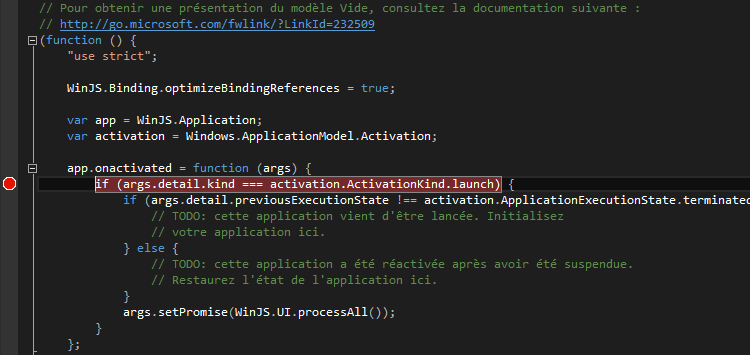 // Pour obtenir une présentation du modèle Vide, consultez la documentation suivante :
// http://go.microsoft.com/fwlink/?LinkId=232509
(function () {
    "use strict";

    WinJS.Binding.optimizeBindingReferences = true;

    var app = WinJS.Application;
    var activation = Windows.ApplicationModel.Activation;

    app.onactivated = function (args) {
        if (args.detail.kind === activation.ActivationKind.launch) {
            if (args.detail.previousExecutionState !== activation.ApplicationExecutionState.terminated
                // TODO: cette application vient d'être lancée. Initialisez
                // votre application ici.
            } else {
                // TODO: cette application a été réactivée après avoir été suspendue.
                // Restaurez l'état de l'application ici.
            }
            args.setPromise(WinJS.UI.processAll());
        }
    };